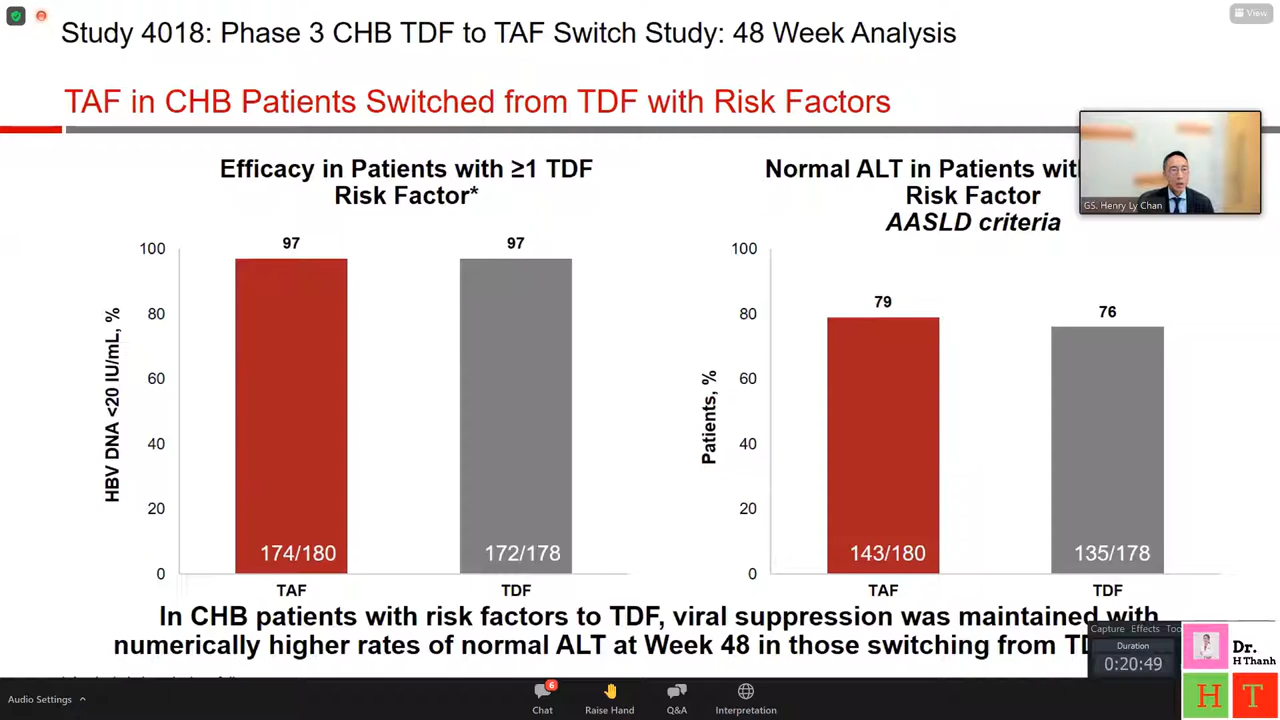 View
Study 4018: Phase 3 CHB TDF to TAF Switch Study: 48 Week Analysis
TAF in CHB Patients Switched from TDF with Risk Factors
Efficacy in Patients with ≥1 TDF
Risk Factor*
97
97
100
80
60
40
20
0
HBV DNA <20 IU/mL, %
174/180
172/178
TAF
TDF
Normal ALT in Patients with
Risk Factor
AASLD criteria
GS. Henry Ly Chan
79
76
100
80
60
40
20
0
Patients, %
143/180
135/178
TAF
TDF
In CHB patients with risk factors to TDF, viral suppression was maintained with
numerically higher rates of normal ALT at Week 48 in those switching from
Capture Effects
Duration
0:20:49
Dr.
H Thanh
H T
Audio Settings
6
Chat
Raise Hand
Q&A
Interpretation